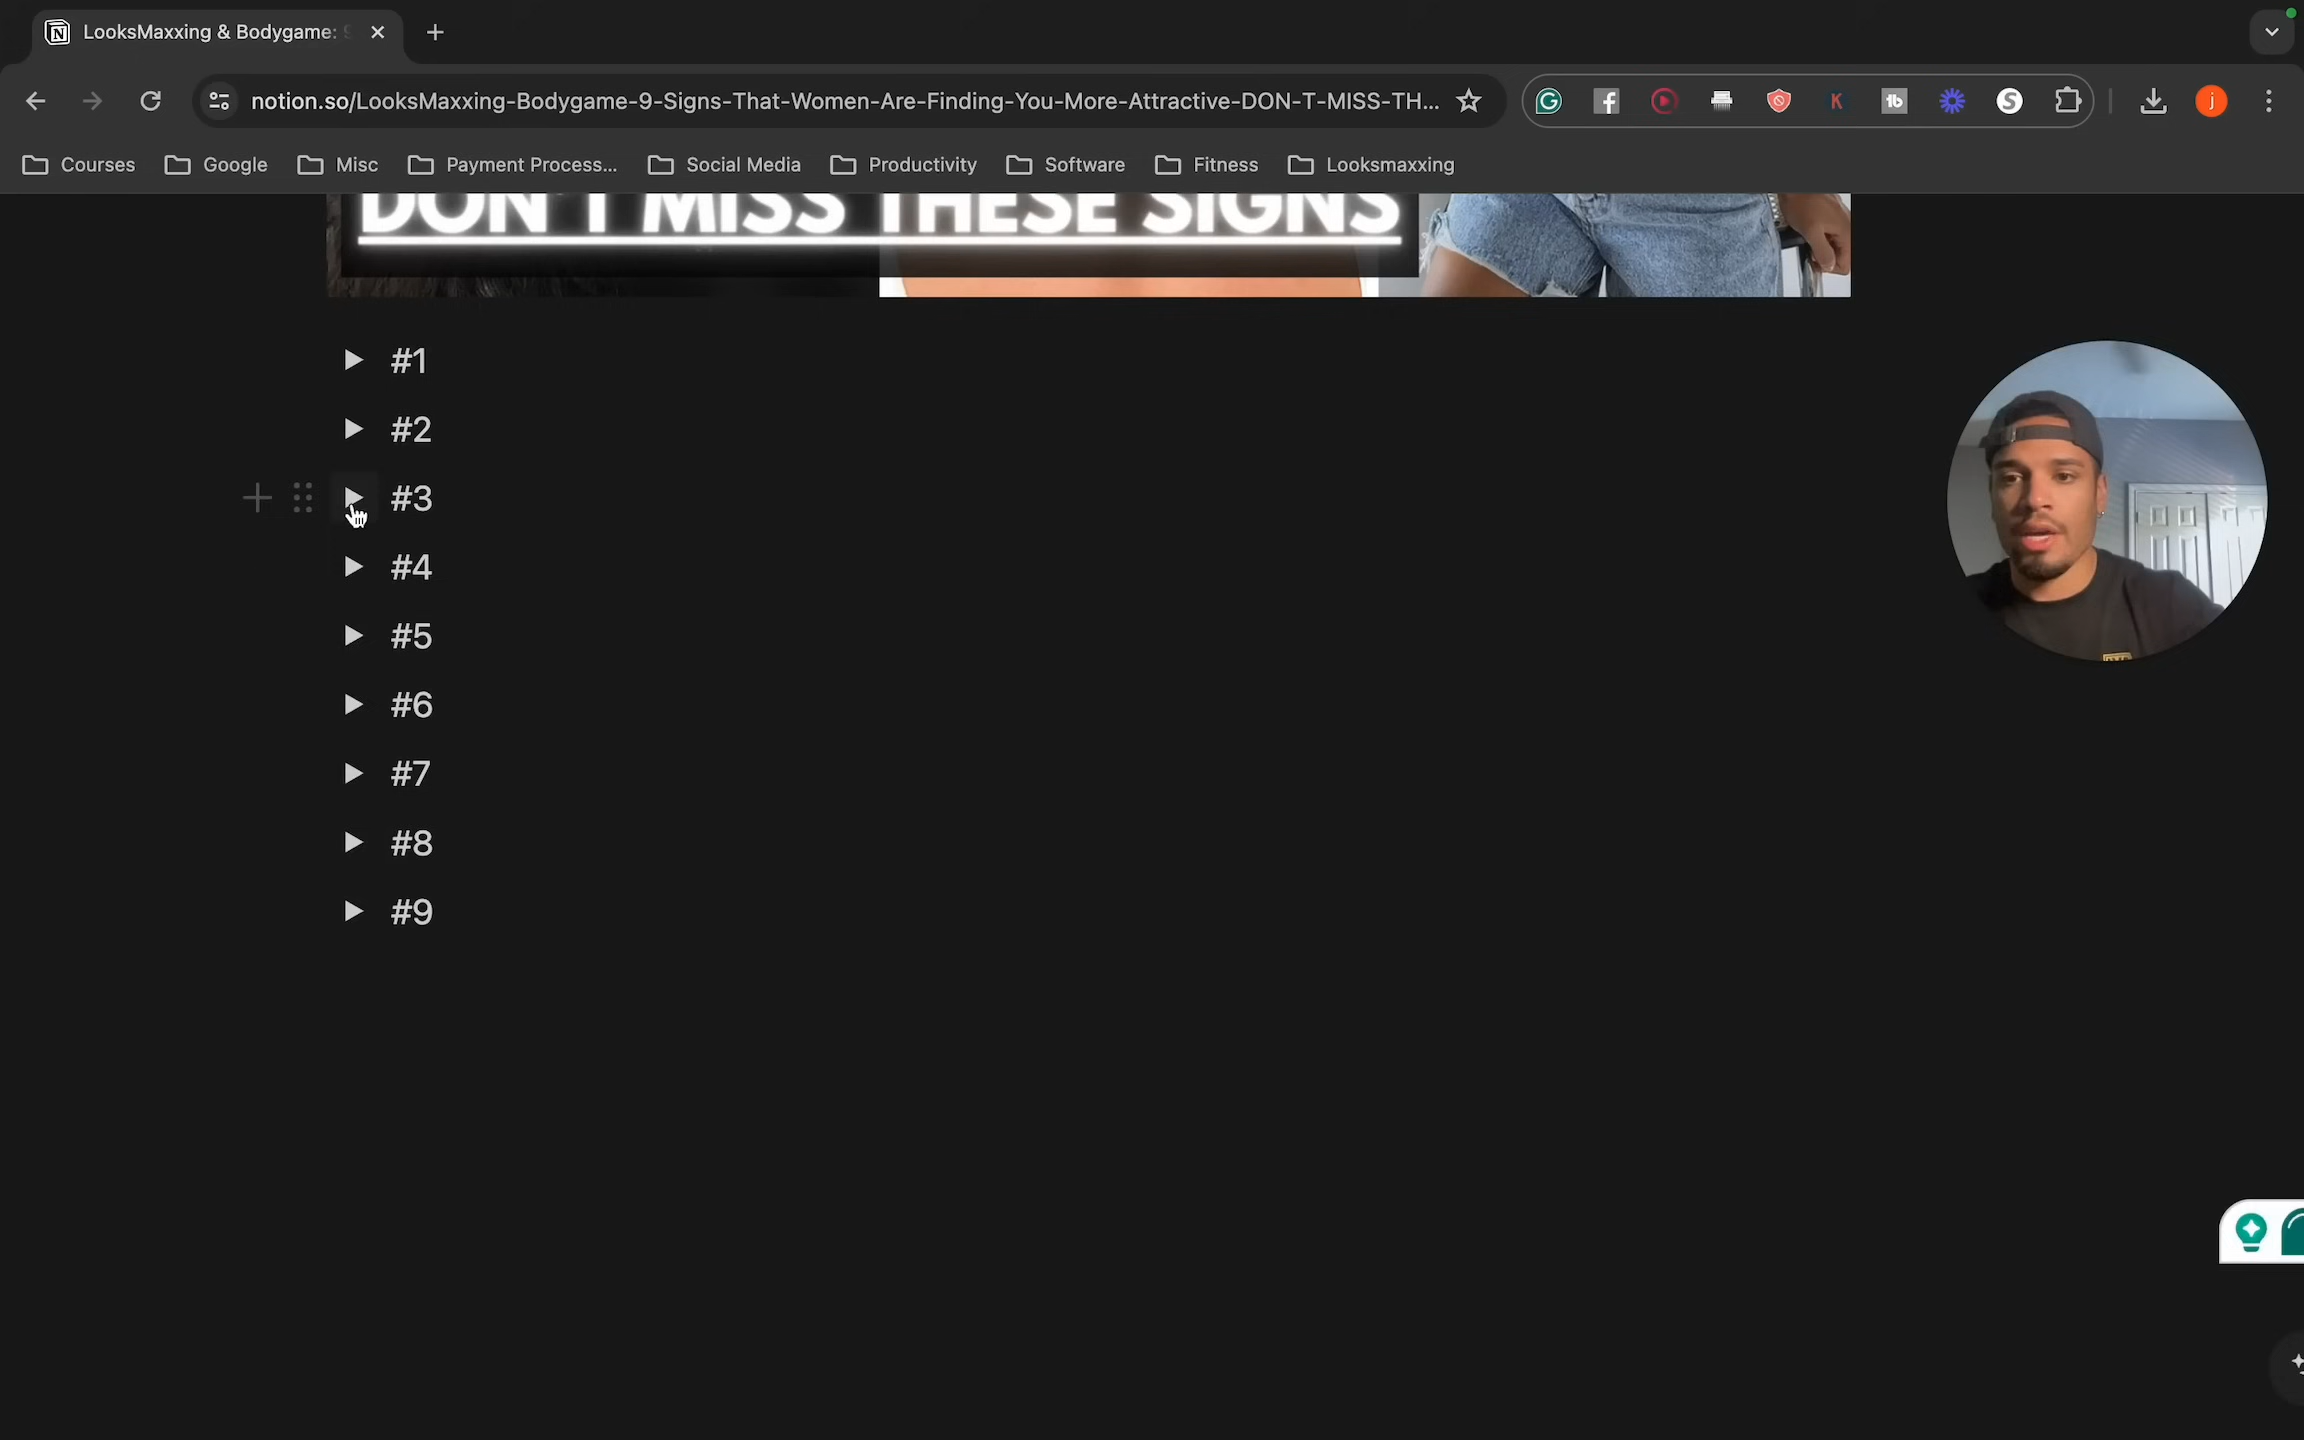 LooksMaxxing & Bodygame: 9
notion.so/LooksMaxxing-Bodygame-9-Signs-That-Women-Are-Finding-You-More-Attractive-DON-T-MISS-TH...
Courses Google Misc Payment Process... Social Media Productivity Software Fitness Looksmaxxing
DON'T MISS THESE SIGNS
#1
#2
#3
#4
#5
#6
#7
#8
#9